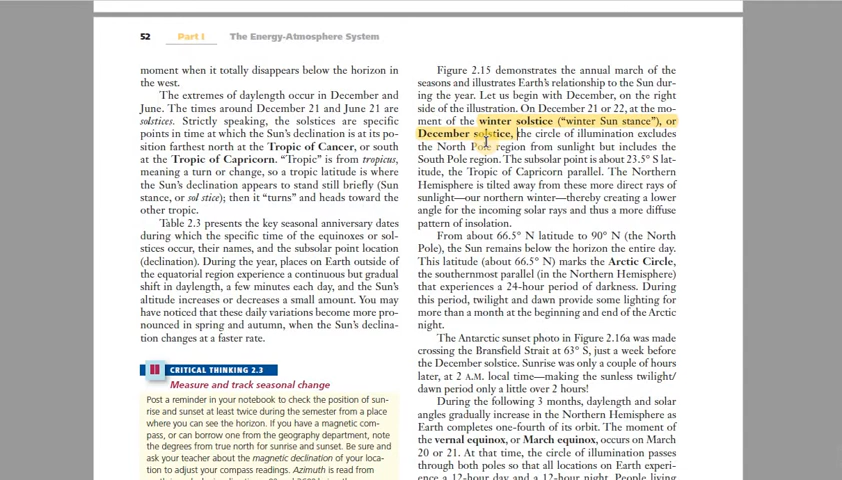 52 Part I The Energy-Atmosphere System
moment when it totally disappears below the horizon in
the west.
The extremes of daylength occur in December and
June. The times around December 21 and June 21 are
solstices. Strictly speaking, the solstices are specific
points in time at which the Sun's declination is at its po-
sition farthest north at the Tropic of Cancer, or south
at the Tropic of Capricorn. "Tropic" is from tropicus,
meaning a turn or change, so a tropic latitude is where
the Sun's declination appears to stand still briefly (Sun
stance, or sol stice); then it "turns" and heads toward the
other tropic.
Table 2.3 presents the key seasonal anniversary dates
during which the specific time of the equinoxes or sol-
stices occur, their names, and the subsolar point location
(declination). During the year, places on Earth outside of
the equatorial region experience a continuous but gradual
shift in daylength, a few minutes each day, and the Sun's
altitude increases or decreases a small amount. You may
have noticed that these daily variations become more pro-
nounced in spring and autumn, when the Sun's declina-
tion changes at a faster rate.
CRITICAL THINKING 2.3
Measure and track seasonal change
Post a reminder in your notebook to check the position of sun-
rise and sunset at least twice during the semester from a place
where you can see the horizon. If you have a magnetic com-
pass, or can borrow one from the geography department, note
the degrees from true north for sunrise and sunset. Be sure and
ask your teacher about the magnetic declination of your loca-
tion to adjust your compass readings. Azimuth is read from
Figure 2.15 demonstrates the annual march of the
seasons and illustrates Earth's relationship to the Sun dur-
ing the year. Let us begin with December, on the right
side of the illustration. On December 21 or 22, at the mo-
ment of the winter solstice ("winter Sun stance"), or
December solstice, the circle of illumination excludes
the North Pole region from sunlight but includes the
South Pole region. The subsolar point is about 23.5° S lat-
itude, the Tropic of Capricorn parallel. The Northern
Hemisphere is tilted away from these more direct rays of
sunlight—our northern winter—thereby creating a lower
angle for the incoming solar rays and thus a more diffuse
pattern of insolation.
From about 66.5° N latitude to 90° N (the North
Pole), the Sun remains below the horizon the entire day.
This latitude (about 66.5° N) marks the Arctic Circle,
the southernmost parallel (in the Northern Hemisphere)
that experiences a 24-hour period of darkness. During
this period, twilight and dawn provide some lighting for
more than a month at the beginning and end of the Arctic
night.
The Antarctic sunset photo in Figure 2.16a was made
crossing the Bransfield Strait at 63° S, just a week before
the December solstice. Sunrise was only a couple of hours
later, at 2 A.M. local time—making the sunless twilight/
dawn period only a little over 2 hours!
During the following 3 months, daylength and solar
angles gradually increase in the Northern Hemisphere as
Earth completes one-fourth of its orbit. The moment of
the vernal equinox, or March equinox, occurs on March
20 or 21. At that time, the circle of illumination passes
through both poles so that all locations on Earth experi-
ence a 12-hour day and a 12-hour night. People living